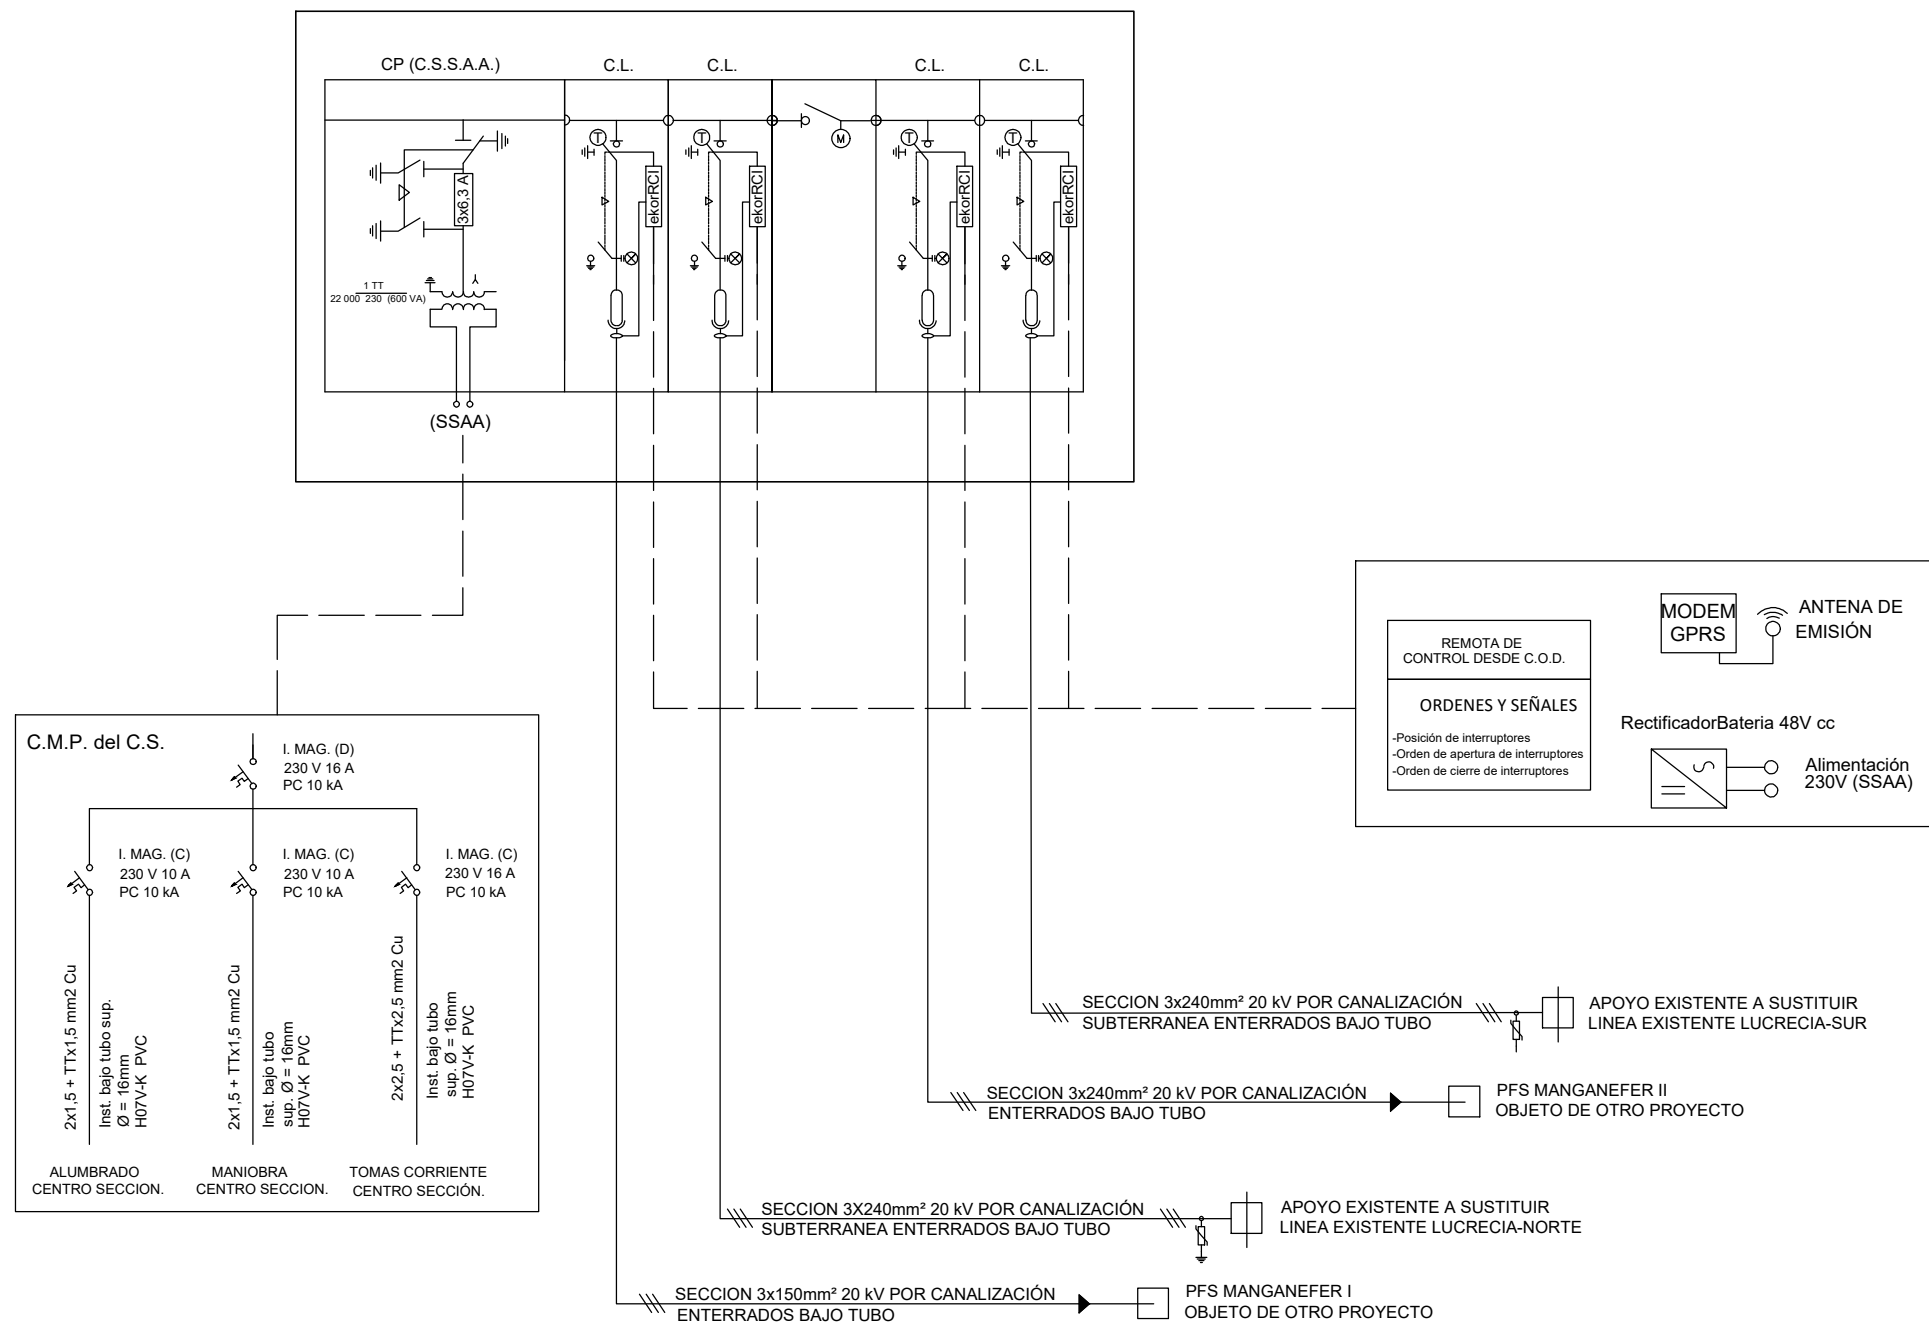 CP (C.S.S.A.A.)
C.L.
C.L.
C.L.
C.L.
T
T
M
T
T
3x6,3 A
ekorRCI
ekorRCI
ekorRCI
ekorRCI
1 TT
22 000 230 (600 VA)
(SSAA)
MODEM
GPRS
ANTENA DE
EMISIÓN
REMOTA DE
CONTROL DESDE C.O.D.
ORDENES Y SEÑALES
-Posición de interruptores
-Orden de apertura de interruptores
-Orden de cierre de interruptores
RectificadorBateria 48V cc
Alimentación
230V (SSAA)
C.M.P. del C.S.
I. MAG. (D)
230 V 16 A
PC 10 kA
I. MAG. (C)
230 V 10 A
PC 10 kA
I. MAG. (C)
230 V 10 A
PC 10 kA
I. MAG. (C)
230 V 16 A
PC 10 kA
2x1,5 + TTx1,5 mm2 Cu
Inst. bajo tubo sup.
Ø = 16mm
H07V-K PVC
2x1,5 + TTx1,5 mm2 Cu
Inst. bajo tubo
sup. Ø = 16mm
H07V-K PVC
2x2,5 + TTx2,5 mm2 Cu
Inst. bajo tubo
sup. Ø = 16mm
H07V-K PVC
ALUMBRADO
CENTRO SECCION.
MANIOBRA
CENTRO SECCION.
TOMAS CORRIENTE
CENTRO SECCIÓN.
SECCION 3x240mm² 20 kV POR CANALIZACIÓN
SUBTERRANEA ENTERRADOS BAJO TUBO
APOYO EXISTENTE A SUSTITUIR
LINEA EXISTENTE LUCRECIA-SUR
SECCION 3x240mm² 20 kV POR CANALIZACIÓN
ENTERRADOS BAJO TUBO
PFS MANGANEFER II
OBJETO DE OTRO PROYECTO
SECCION 3X240mm² 20 kV POR CANALIZACIÓN
SUBTERRANEA ENTERRADOS BAJO TUBO
APOYO EXISTENTE A SUSTITUIR
LINEA EXISTENTE LUCRECIA-NORTE
SECCION 3x150mm² 20 kV POR CANALIZACIÓN
ENTERRADOS BAJO TUBO
PFS MANGANEFER I
OBJETO DE OTRO PROYECTO